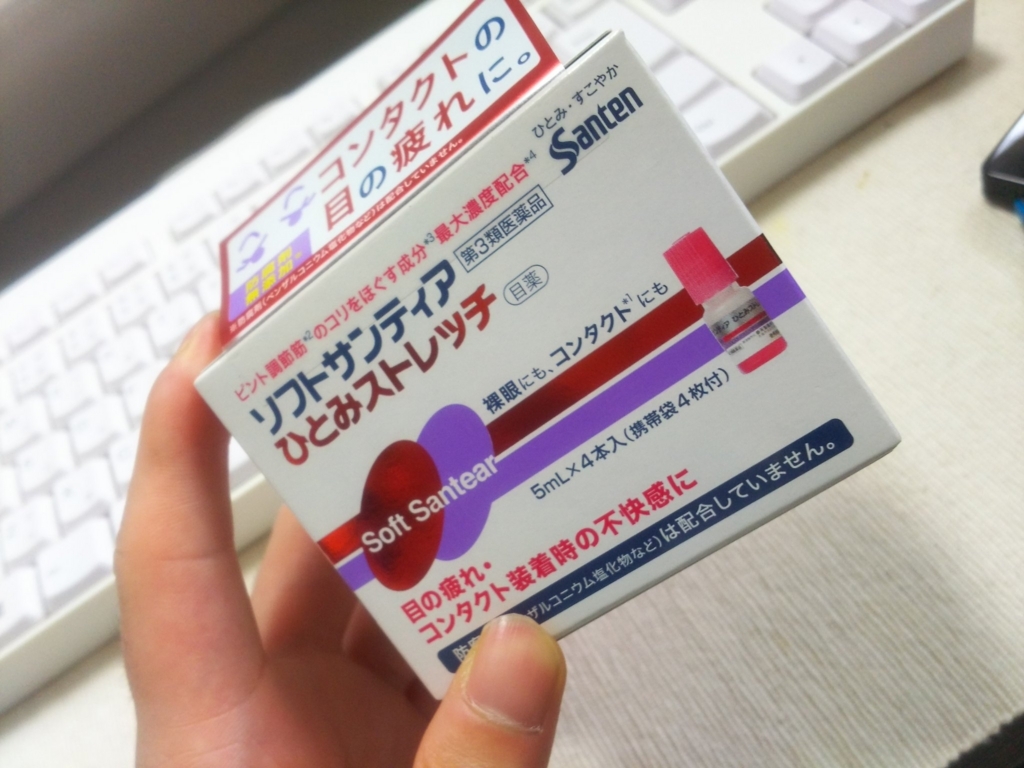 コンタクトの
目の疲れに。
ひとみ・すこやか
Santen
ピント調節筋*2のコリをほぐす成分*3最大濃度配合*4
ソフトサンティア
第3類医薬品
ひとみストレッチ
目薬
裸眼にも、コンタクト*1にも
5mL×4本入(携帯袋4枚付)
Soft Santear
目の疲れ・
コンタクト装着時の不快感に
ザルコニウム塩化物など)は配合していません。